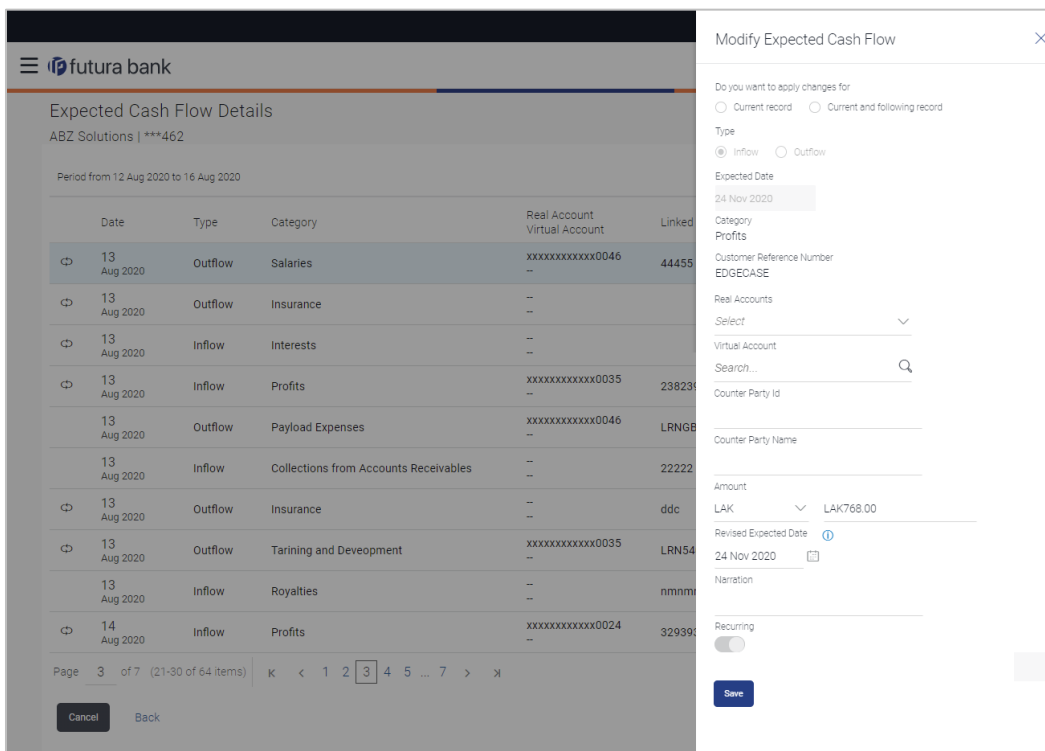 futura bank
Expected Cash Flow Details
ABZ Solutions | ***462
Period from 12 Aug 2020 to 16 Aug 2020
Date Type Category Real Account Linked
Virtual Account
13 Outflow Salaries xxxxxxxxxxxx0046 44455
Aug 2020 --
13 Outflow Insurance --
Aug 2020 --
13 Inflow Interests --
Aug 2020 --
13 Inflow Profits xxxxxxxxxxxx0035 238239
Aug 2020 --
13 Outflow Payload Expenses xxxxxxxxxxxx0046 LRNGB
Aug 2020 --
13 Inflow Collections from Accounts Receivables -- 22222
Aug 2020 --
13 Outflow Insurance -- ddc
Aug 2020 --
13 Outflow Tarining and Deveopment xxxxxxxxxxxx0035 LRN54
Aug 2020 --
13 Inflow Royalties -- nmnmr
Aug 2020 --
14 Inflow Profits xxxxxxxxxxxx0024 329393
Aug 2020 --
Page 3 of 7 (21-30 of 64 items) 1 2 3 4 5 ... 7
Cancel Back
Modify Expected Cash Flow
Do you want to apply changes for
Current record Current and following record
Type
Inflow Outflow
Expected Date
24 Nov 2020
Category
Profits
Customer Reference Number
EDGECASE
Real Accounts
Select
Virtual Account
Search...
Counter Party Id
Counter Party Name
Amount
LAK LAK768.00
Revised Expected Date
24 Nov 2020
Narration
Recurring
Save